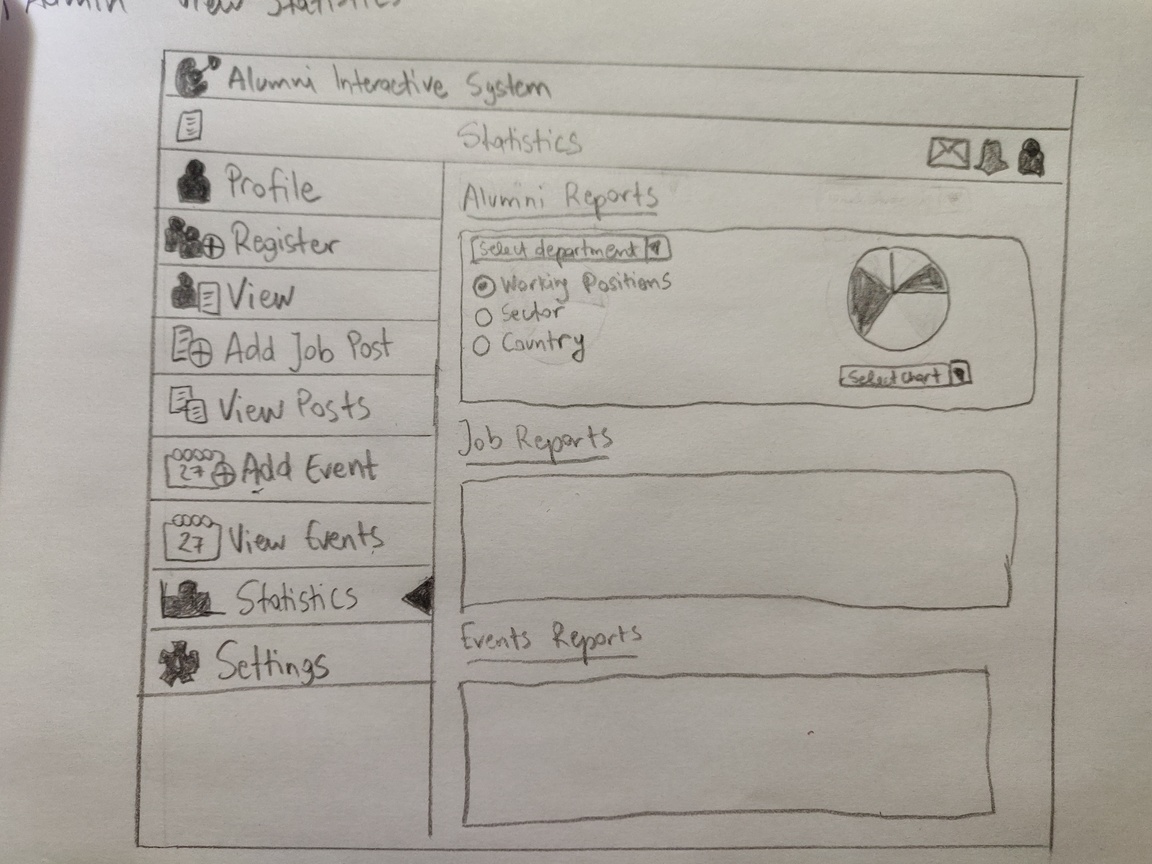 Admin View Statistics
Alumni Interactive System
Statistics
Profile
Register
View
Add Job Post
View Posts
27 Add Event
27 View Events
Statistics
Settings
Alumni Reports
Select department
Working Positions
Sector
Country
Select chart
Job Reports
Events Reports